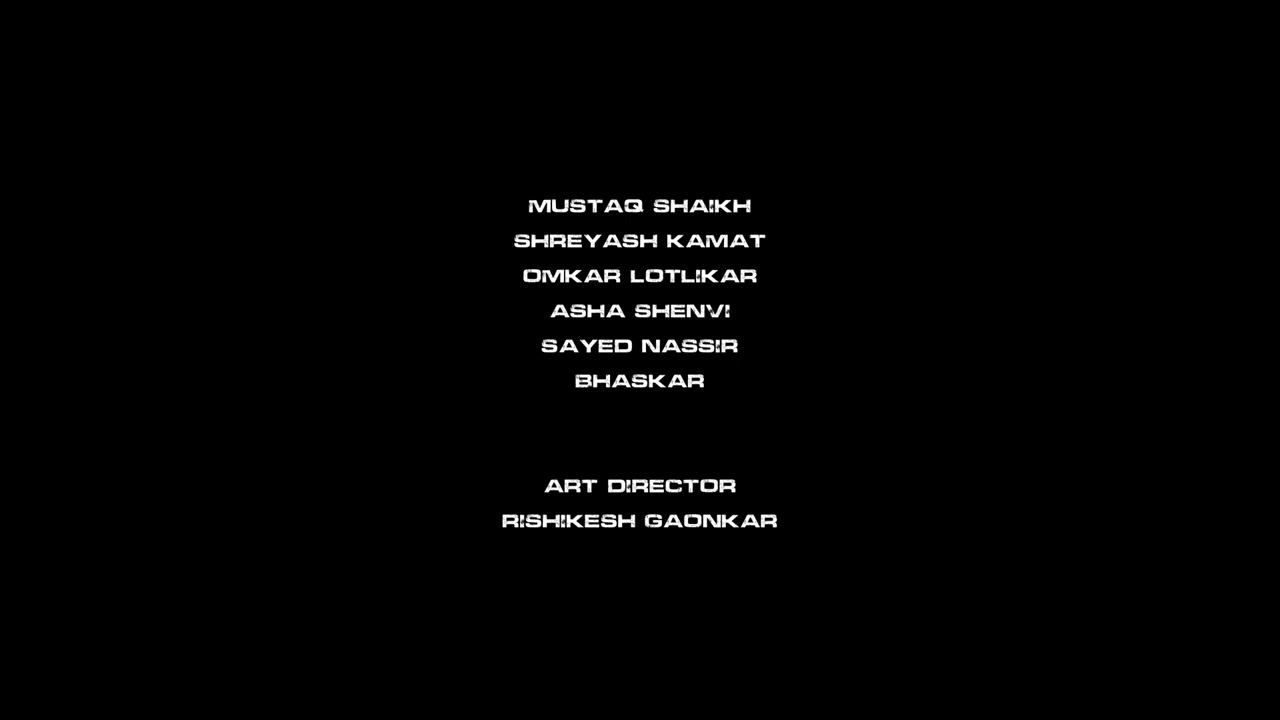 MUSTAQ SHAIKH
SHREYASH KAMAT
OMKAR LOTLIKAR
ASHA SHENVI
SAYED NASSIR
BHASKAR
ART DIRECTOR
RISHIKESH GAONKAR